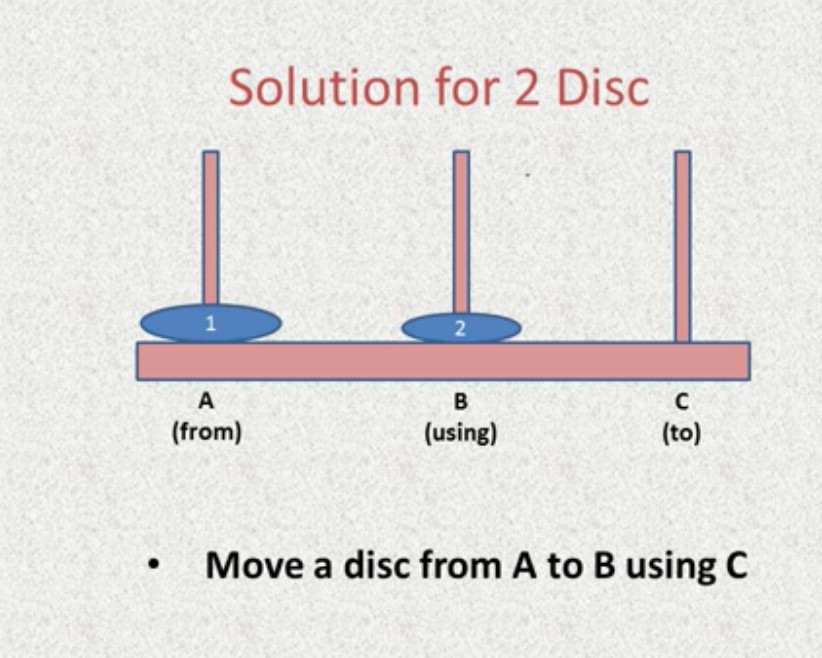 Solution for 2 Disc
1
2
A
B
C
(from)
(using)
(to)
• Move a disc from A to B using C